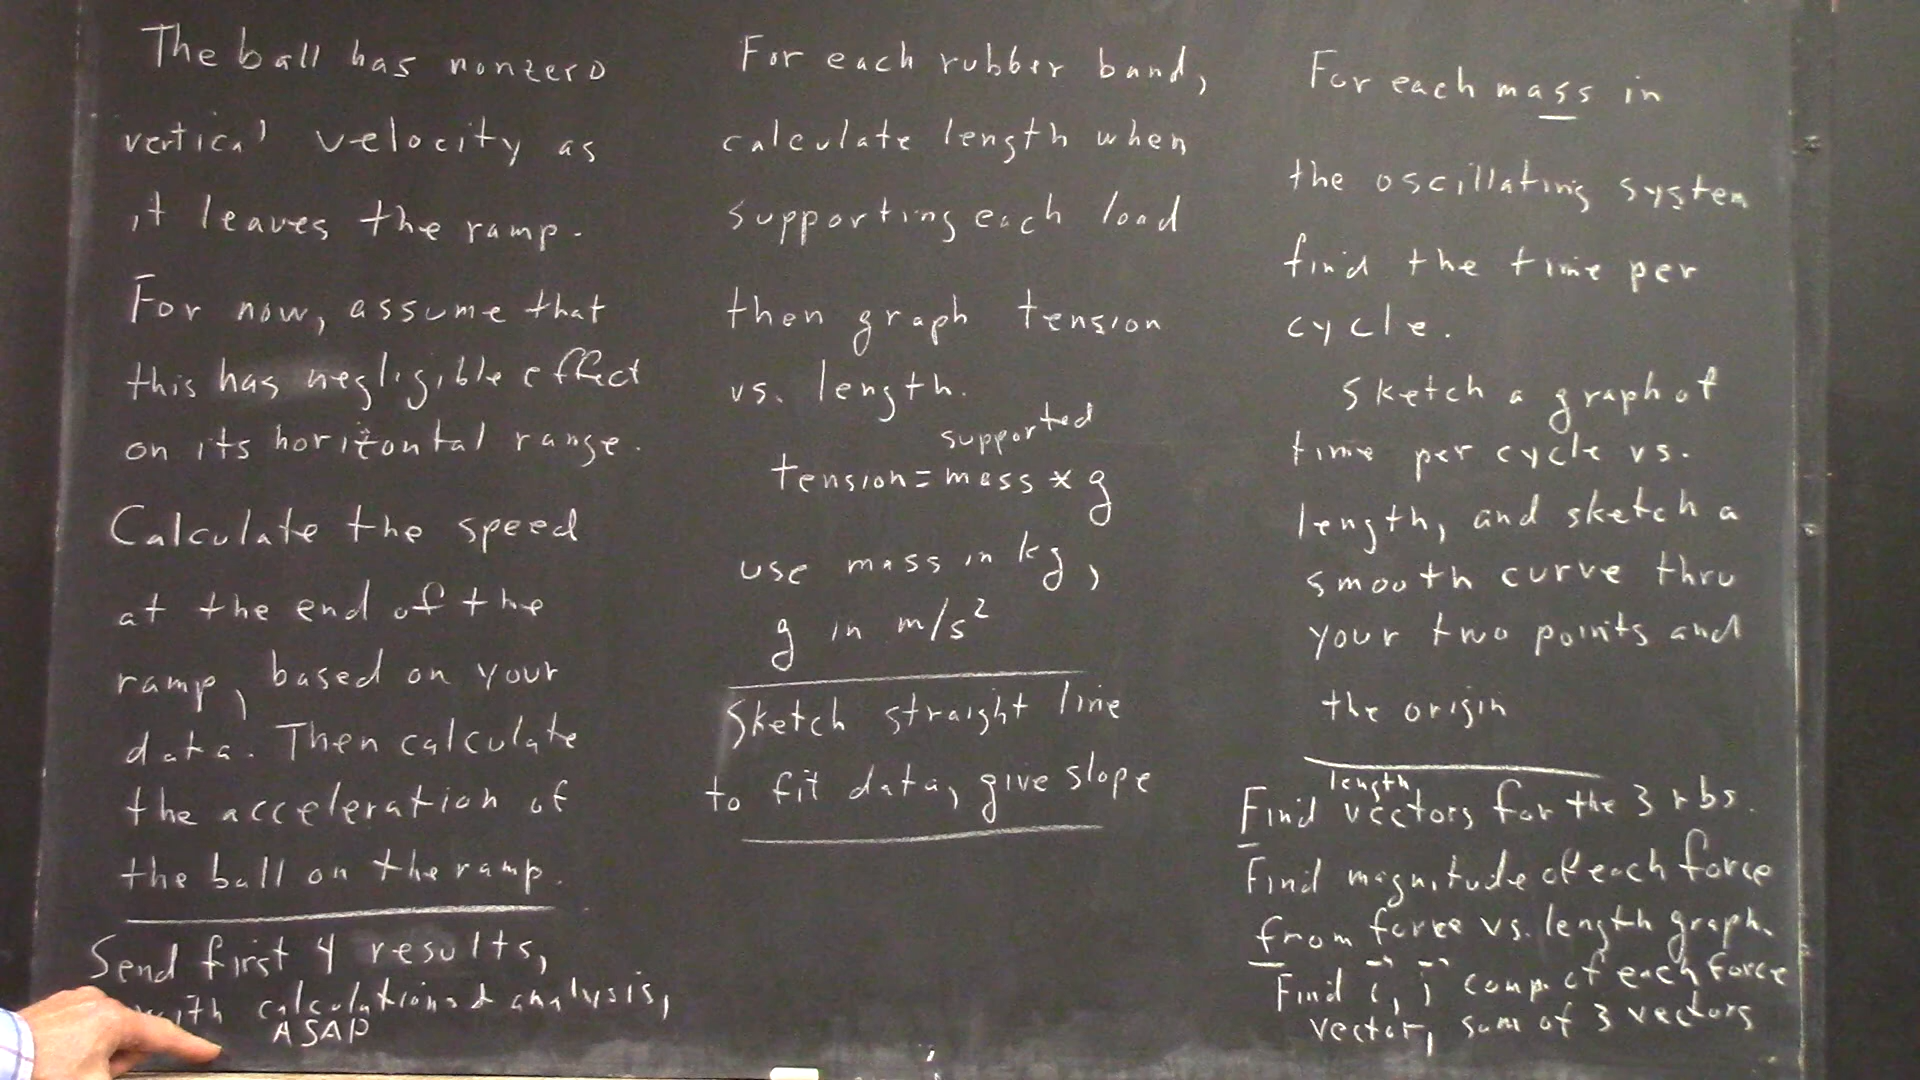 The ball has nonzero
vertical velocity as
it leaves the ramp.
For now, assume that
this has negligible effect
on its horizontal range.
Calculate the speed
at the end of the
ramp, based on your
data. Then calculate
the acceleration of
the ball on the ramp.
Send first 4 results,
with calculations & analysis,
ASAP
For each rubber band,
calculate length when
supporting each load
then graph tension
vs. length.
supported
tension = mass * g
use mass in kg,
g in m/s²
Sketch straight line
to fit data, give slope
For each mass in
the oscillating system
find the time per
cycle.
Sketch a graph of
time per cycle vs.
length, and sketch a
smooth curve thru
your two points and
the origin
length
Find vectors for the 3 rbs.
Find magnitude of each force
from force vs. length graph.
Find i⃗, j⃗ comp. of each force
vector, sum of 3 vectors